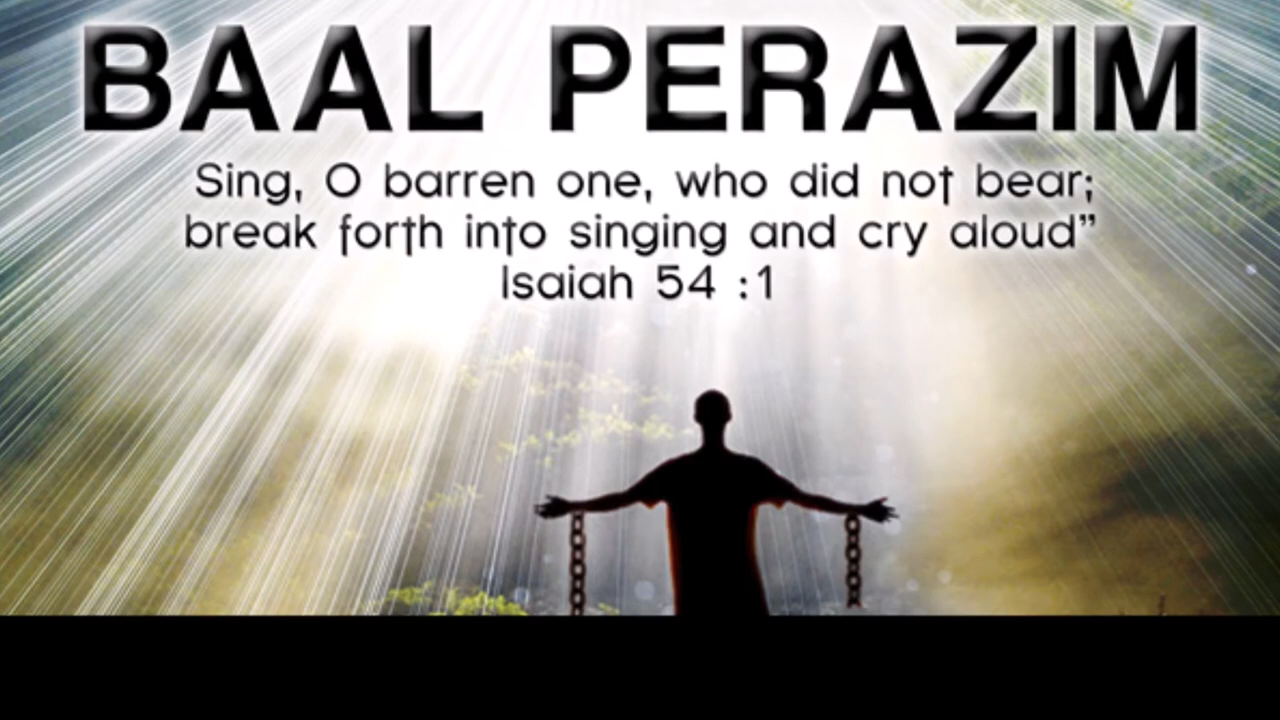 BAAL PERAZIM
Sing, O barren one, who did not bear;
break forth into singing and cry aloud”
Isaiah 54 :1